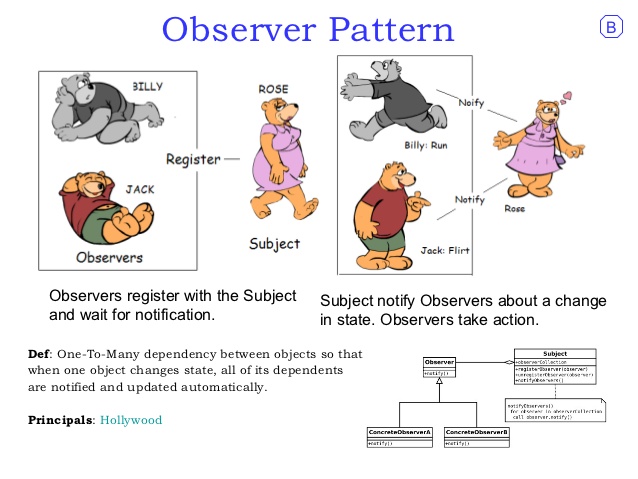 Observer Pattern
B
BILLY
JACK
Observers
Register
ROSE
Subject
Noify
Billy: Run
Notify
Rose
Jack: Flirt
Observers register with the Subject
and wait for notification.
Subject notify Observers about a change
in state. Observers take action.
Def: One-To-Many dependency between objects so that
when one object changes state, all of its dependents
are notified and updated automatically.
Principals: Hollywood
Observer
+notify()
Subject
+observerCollection
+registerObserver(observer)
+unregisterObserver(observer)
+notifyObservers()
notifyObservers()
for observer in observerCollection
call observer.notify()
ConcreteObserverA
+notify()
ConcreteObserverB
+notify()